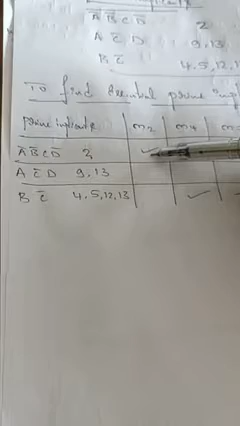 A̅ B̅ C D̅ 2
A C̅ D 9,13
B C̅ 4,5,12,1
To find Essential prime
prime implicants m2 m4 m
A̅ B̅ C D̅ 2 ✓
A C̅ D 9,13
B C̅ 4,5,12,13 ✓